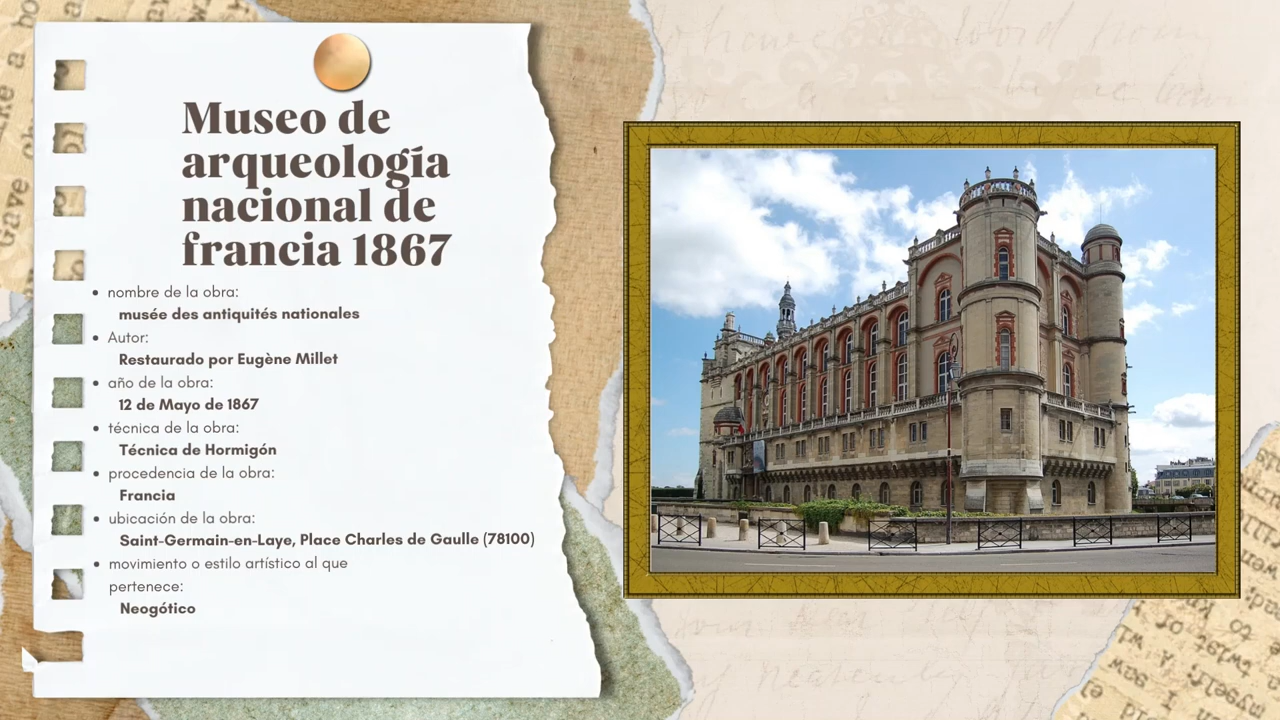 Museo de
arqueología
nacional de
francia 1867
• nombre de la obra:
musée des antiquités nationales
• Autor:
Restaurado por Eugène Millet
• año de la obra:
12 de Mayo de 1867
• técnica de la obra:
Técnica de Hormigón
• procedencia de la obra:
Francia
• ubicación de la obra:
Saint-Germain-en-Laye, Place Charles de Gaulle (78100)
• movimiento o estilo artístico al que
pertenece:
Neogótico